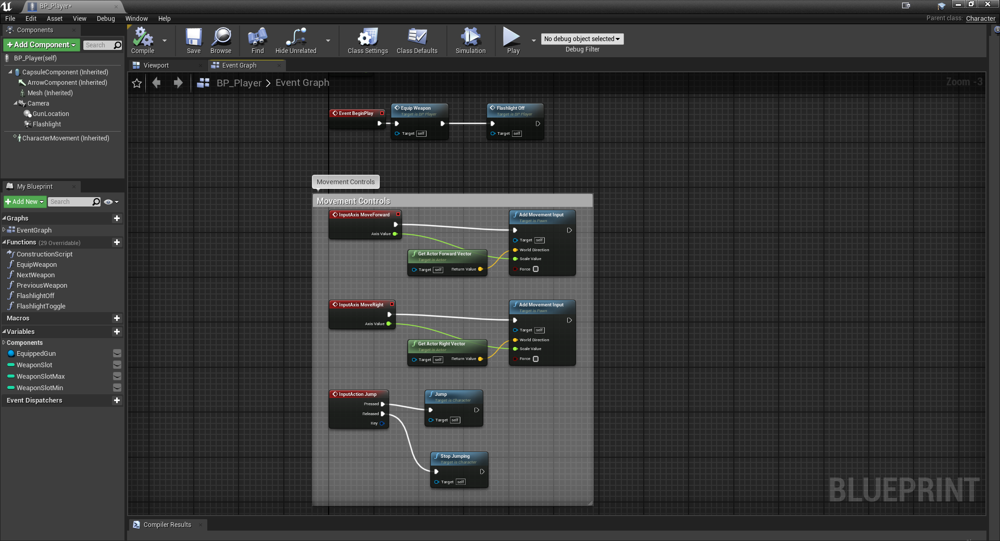 BP_Player*
File Edit Asset View Debug Window Help
Parent class: Character
Components
+ Add Component
Search
BP_Player(self)
CapsuleComponent (Inherited)
ArrowComponent (Inherited)
Mesh (Inherited)
Camera
GunLocation
Flashlight
CharacterMovement (Inherited)
My Blueprint
+ Add New
Search
Graphs
EventGraph
Functions (29 Overridable)
ConstructionScript
EquipWeapon
NextWeapon
PreviousWeapon
FlashlightOff
FlashlightToggle
Macros
Variables
Components
EquippedGun
WeaponSlot
WeaponSlotMax
WeaponSlotMin
Event Dispatchers
Compile
Save
Browse
Find
Hide Unrelated
Class Settings
Class Defaults
Simulation
Play
No debug object selected
Debug Filter
Viewport
Event Graph
BP_Player > Event Graph
Zoom -3
Event BeginPlay
Equip Weapon
Target is BP Player
Target self
Flashlight Off
Target is BP Player
Target self
Movement Controls
Movement Controls
InputAxis MoveForward
Axis Value
Get Actor Forward Vector
Target is Actor
Target self Return Value
Add Movement Input
Target is Pawn
Target self
World Direction
Scale Value
Force
InputAxis MoveRight
Axis Value
Get Actor Right Vector
Target is Actor
Target self Return Value
Add Movement Input
Target is Pawn
Target self
World Direction
Scale Value
Force
InputAction Jump
Pressed
Released
Key
Jump
Target is Character
Target self
Stop Jumping
Target is Character
Target self
BLUEPRINT
Compiler Results